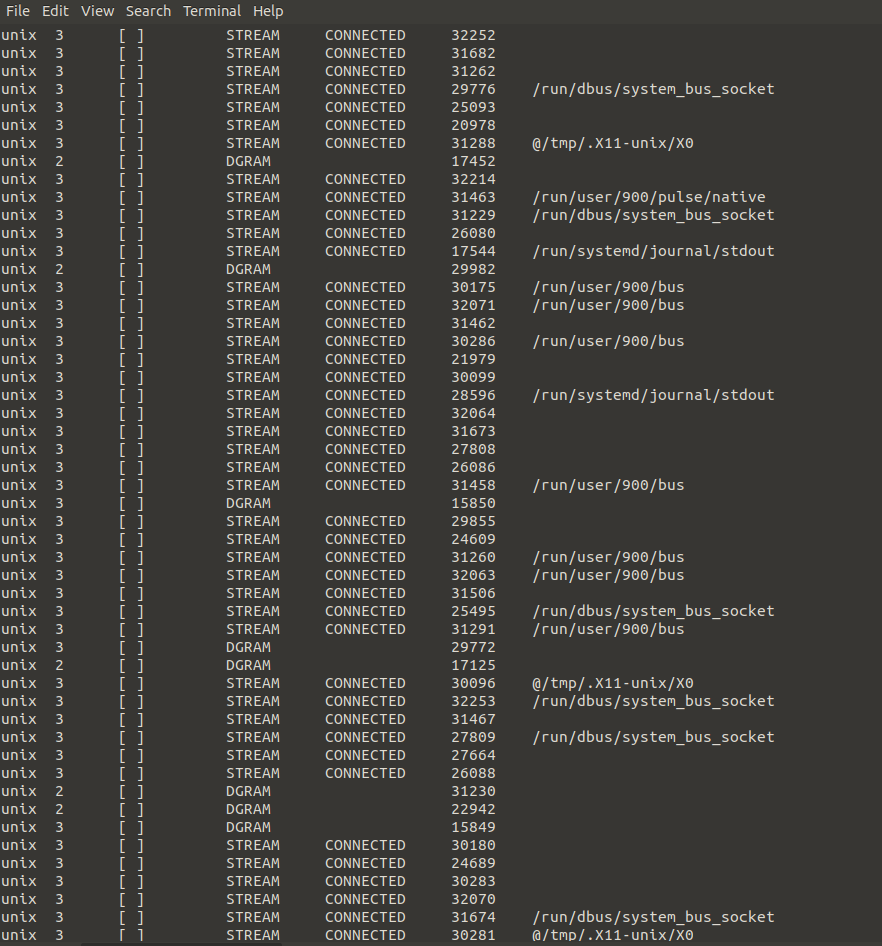 File Edit View Search Terminal Help
unix 3 [ ] STREAM CONNECTED 32252
unix 3 [ ] STREAM CONNECTED 31682
unix 3 [ ] STREAM CONNECTED 31262
unix 3 [ ] STREAM CONNECTED 29776 /run/dbus/system_bus_socket
unix 3 [ ] STREAM CONNECTED 25093
unix 3 [ ] STREAM CONNECTED 20978
unix 3 [ ] STREAM CONNECTED 31288 @/tmp/.X11-unix/X0
unix 2 [ ] DGRAM 17452
unix 3 [ ] STREAM CONNECTED 32214
unix 3 [ ] STREAM CONNECTED 31463 /run/user/900/pulse/native
unix 3 [ ] STREAM CONNECTED 31229 /run/dbus/system_bus_socket
unix 3 [ ] STREAM CONNECTED 26080
unix 3 [ ] STREAM CONNECTED 17544 /run/systemd/journal/stdout
unix 2 [ ] DGRAM 29982
unix 3 [ ] STREAM CONNECTED 30175 /run/user/900/bus
unix 3 [ ] STREAM CONNECTED 32071 /run/user/900/bus
unix 3 [ ] STREAM CONNECTED 31462
unix 3 [ ] STREAM CONNECTED 30286 /run/user/900/bus
unix 3 [ ] STREAM CONNECTED 21979
unix 3 [ ] STREAM CONNECTED 30099
unix 3 [ ] STREAM CONNECTED 28596 /run/systemd/journal/stdout
unix 3 [ ] STREAM CONNECTED 32064
unix 3 [ ] STREAM CONNECTED 31673
unix 3 [ ] STREAM CONNECTED 27808
unix 3 [ ] STREAM CONNECTED 26086
unix 3 [ ] STREAM CONNECTED 31458 /run/user/900/bus
unix 3 [ ] DGRAM 15850
unix 3 [ ] STREAM CONNECTED 29855
unix 3 [ ] STREAM CONNECTED 24609
unix 3 [ ] STREAM CONNECTED 31260 /run/user/900/bus
unix 3 [ ] STREAM CONNECTED 32063 /run/user/900/bus
unix 3 [ ] STREAM CONNECTED 31506
unix 3 [ ] STREAM CONNECTED 25495 /run/dbus/system_bus_socket
unix 3 [ ] STREAM CONNECTED 31291 /run/user/900/bus
unix 3 [ ] DGRAM 29772
unix 2 [ ] DGRAM 17125
unix 3 [ ] STREAM CONNECTED 30096 @/tmp/.X11-unix/X0
unix 3 [ ] STREAM CONNECTED 32253 /run/dbus/system_bus_socket
unix 3 [ ] STREAM CONNECTED 31467
unix 3 [ ] STREAM CONNECTED 27809 /run/dbus/system_bus_socket
unix 3 [ ] STREAM CONNECTED 27664
unix 3 [ ] STREAM CONNECTED 26088
unix 2 [ ] DGRAM 31230
unix 2 [ ] DGRAM 22942
unix 3 [ ] DGRAM 15849
unix 3 [ ] STREAM CONNECTED 30180
unix 3 [ ] STREAM CONNECTED 24689
unix 3 [ ] STREAM CONNECTED 30283
unix 3 [ ] STREAM CONNECTED 32070
unix 3 [ ] STREAM CONNECTED 31674 /run/dbus/system_bus_socket
unix 3 [ ] STREAM CONNECTED 30281 @/tmp/.X11-unix/X0